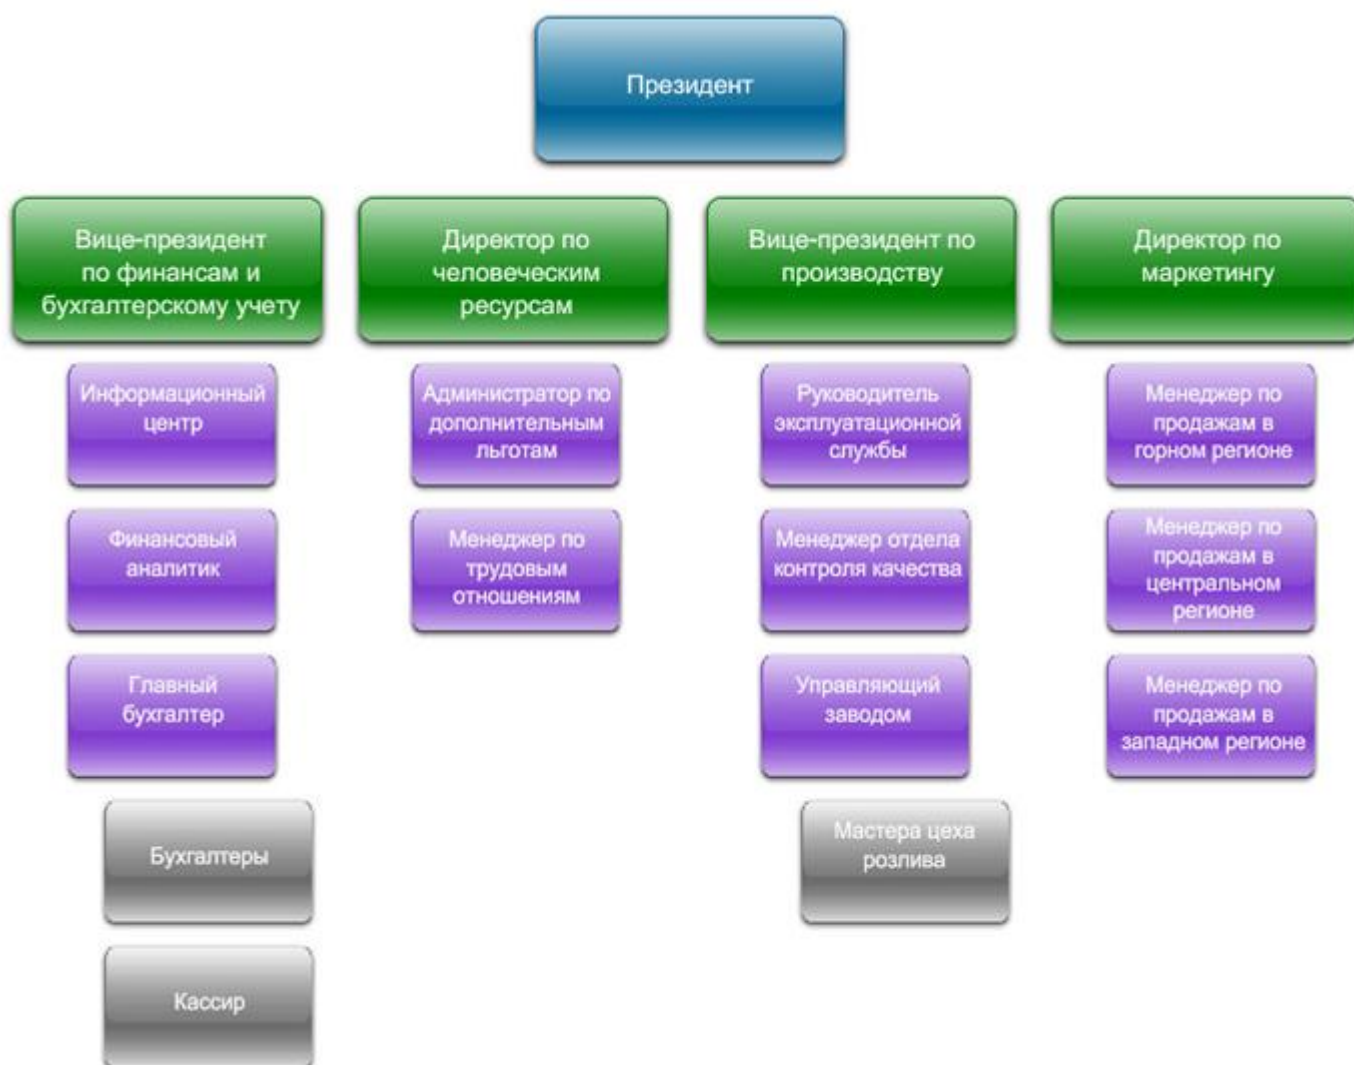 Президент
Вице-президент
по финансам и
бухгалтерскому учету
Директор по
человеческим
ресурсам
Вице-президент по
производству
Директор по
маркетингу
Информационный
центр
Администратор по
дополнительным
льготам
Руководитель
эксплуатационной
службы
Менеджер по
продажам в
горном регионе
Финансовый
аналитик
Менеджер по
трудовым
отношениям
Менеджер отдела
контроля качества
Менеджер по
продажам в
центральном
регионе
Главный
бухгалтер
Управляющий
заводом
Менеджер по
продажам в
западном регионе
Бухгалтеры
Мастера цеха
розлива
Кассир